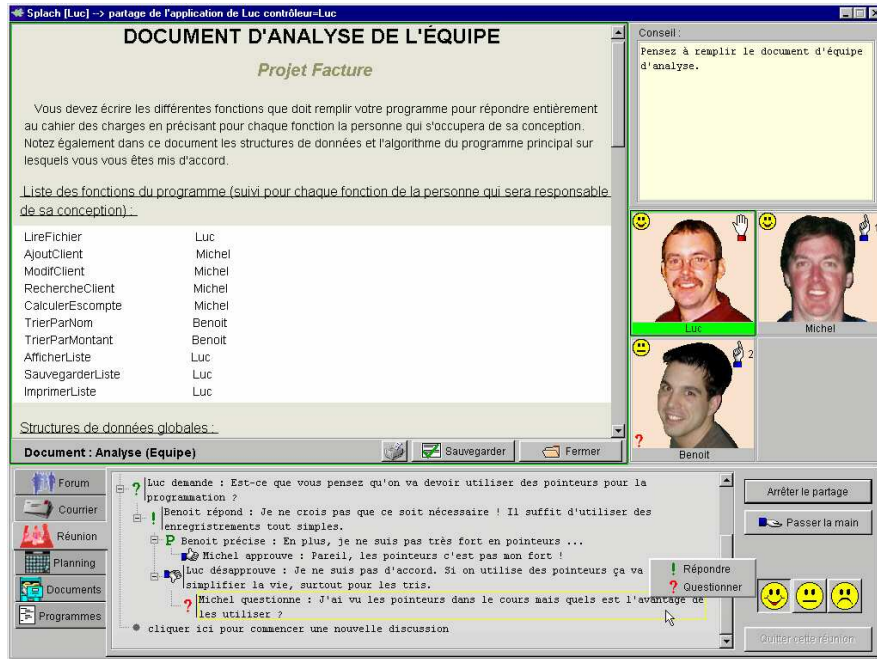 Splach [Luc] --> partage de l'application de Luc contrôleur=Luc
DOCUMENT D'ANALYSE DE L'ÉQUIPE
Projet Facture
Vous devez écrire les différentes fonctions que doit remplir votre programme pour répondre entièrement
au cahier des charges en précisant pour chaque fonction la personne qui s'occupera de sa conception.
Notez également dans ce document les structures de données et l'algorithme du programme principal sur
lesquels vous vous êtes mis d'accord.
Liste des fonctions du programme (suivi pour chaque fonction de la personne qui sera responsable
de sa conception) :
LireFichier Luc
AjoutClient Michel
ModifClient Michel
RechercheClient Michel
CalculerEscompte Michel
TrierParNom Benoit
TrierParMontant Benoit
AfficherListe Luc
SauvegarderListe Luc
ImprimerListe Luc
Structures de données globales :
Document : Analyse (Equipe)
Sauvegarder
Fermer
Conseil :
Pensez à remplir le document d'équipe
d'analyse.
Luc
1
Michel
2
?
Benoit
Forum
Courrier
Réunion
Planning
Documents
Programmes
? Luc demande : Est-ce que vous pensez qu'on va devoir utiliser des pointeurs pour la
programmation ?
! Benoit répond : Je ne crois pas que ce soit nécessaire ! Il suffit d'utiliser des
enregristrements tout simples.
P Benoit précise : En plus, je ne suis pas très fort en pointeurs ...
Michel approuve : Pareil, les pointeurs c'est pas mon fort !
Luc désapprouve : Je ne suis pas d'accord. Si on utilise des pointeurs ça va
simplifier la vie, surtout pour les tris.
? Michel questionne : J'ai vu les pointeurs dans le cours mais quels est l'avantage de
les utiliser ?
cliquer ici pour commencer une nouvelle discussion
! Répondre
? Questionner
Arrêter le partage
Passer la main
Quitter cette réunion